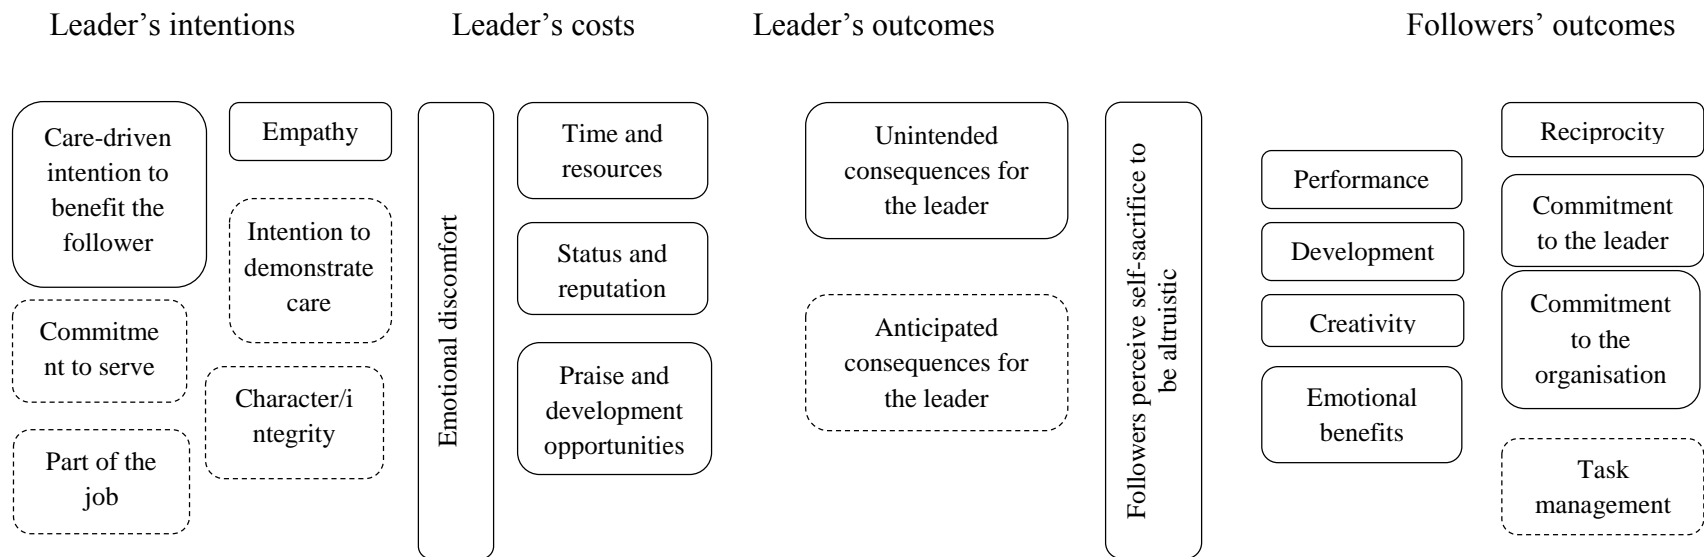 Leader’s intentions
Leader’s costs
Leader’s outcomes
Followers’ outcomes
Care-driven
intention to
benefit the
follower
Empathy
Intention to
demonstrate
care
Commitme
nt to serve
Character/i
ntegrity
Part of the
job
Emotional discomfort
Time and
resources
Status and
reputation
Praise and
development
opportunities
Unintended
consequences for
the leader
Anticipated
consequences for
the leader
Followers perceive self-sacrifice to
be altruistic
Performance
Development
Creativity
Emotional
benefits
Reciprocity
Commitment
to the leader
Commitment
to the
organisation
Task
management